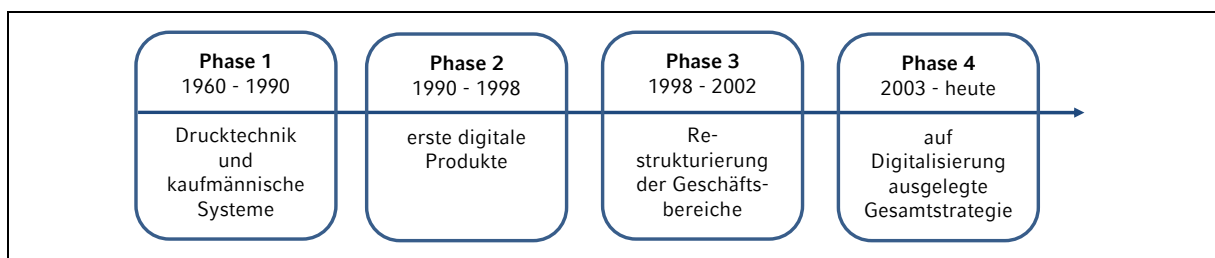 Phase 1
1960 - 1990
Drucktechnik
und
kaufmännische
Systeme
Phase 2
1990 - 1998
erste digitale
Produkte
Phase 3
1998 - 2002
Re-
strukturierung
der Geschäfts-
bereiche
Phase 4
2003 - heute
auf
Digitalisierung
ausgelegte
Gesamtstrategie